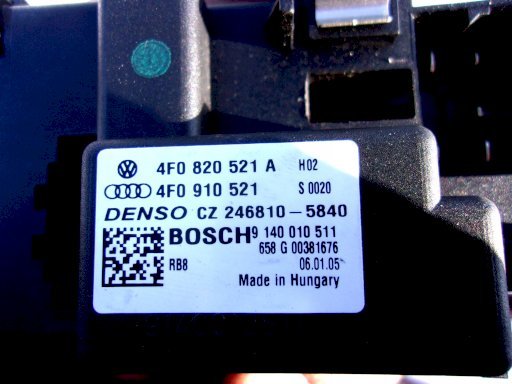 4F0 820 521 A H02
4F0 910 521 S 0020
DENSO CZ 246810-5840
BOSCH 9 140 010 511
658 G 00381676
RB8 06.01.05
Made in Hungary